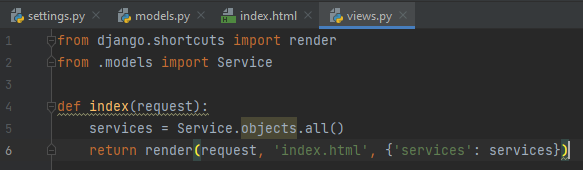 settings.py models.py index.html views.py
1 from django.shortcuts import render
2 from .models import Service
3
4 def index(request):
5     services = Service.objects.all()
6     return render(request, 'index.html', {'services': services})